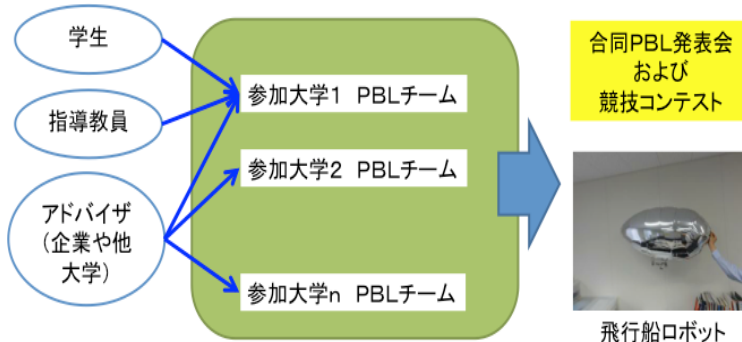 学生
指導教員
アドバイザ
(企業や他
大学)
参加大学1 PBLチーム
参加大学2 PBLチーム
参加大学n PBLチーム
合同PBL発表会
および
競技コンテスト
飛行船ロボット